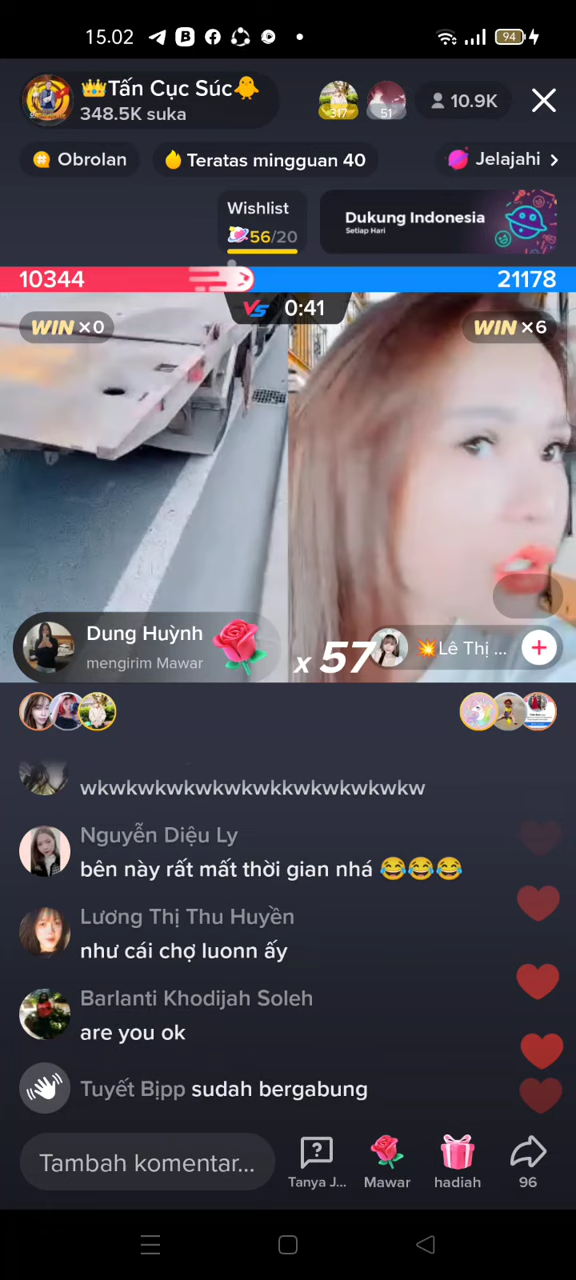 15.02
94
👑Tấn Cục Súc🐥
348.5K suka
317
51
10.9K
Obrolan
Teratas mingguan 40
Jelajahi >
Wishlist
56/20
Dukung Indonesia
Setiap Hari
10344
21178
VS 0:41
WIN ×0
WIN ×6
Dung Huỳnh
mengirim Mawar
x 57
💥Lê Thị ...
wkwkwkwkwkwkwkkwkwkwkwkw
Nguyễn Diệu Ly
bên này rất mất thời gian nhá 😂😂😂
Lương Thị Thu Huyền
như cái chợ luonn ấy
Barlanti Khodijah Soleh
are you ok
Tuyết Bịpp sudah bergabung
Tambah komentar...
Tanya J...
Mawar
hadiah
96